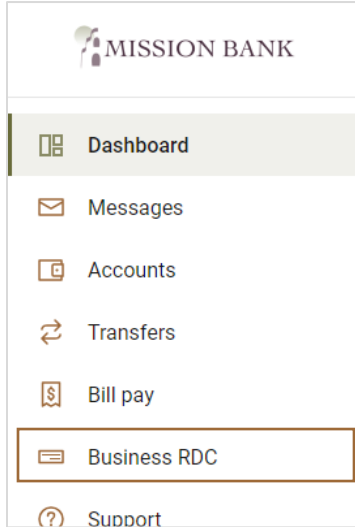 MISSION BANK
Dashboard
Messages
Accounts
Transfers
Bill pay
Business RDC
Support